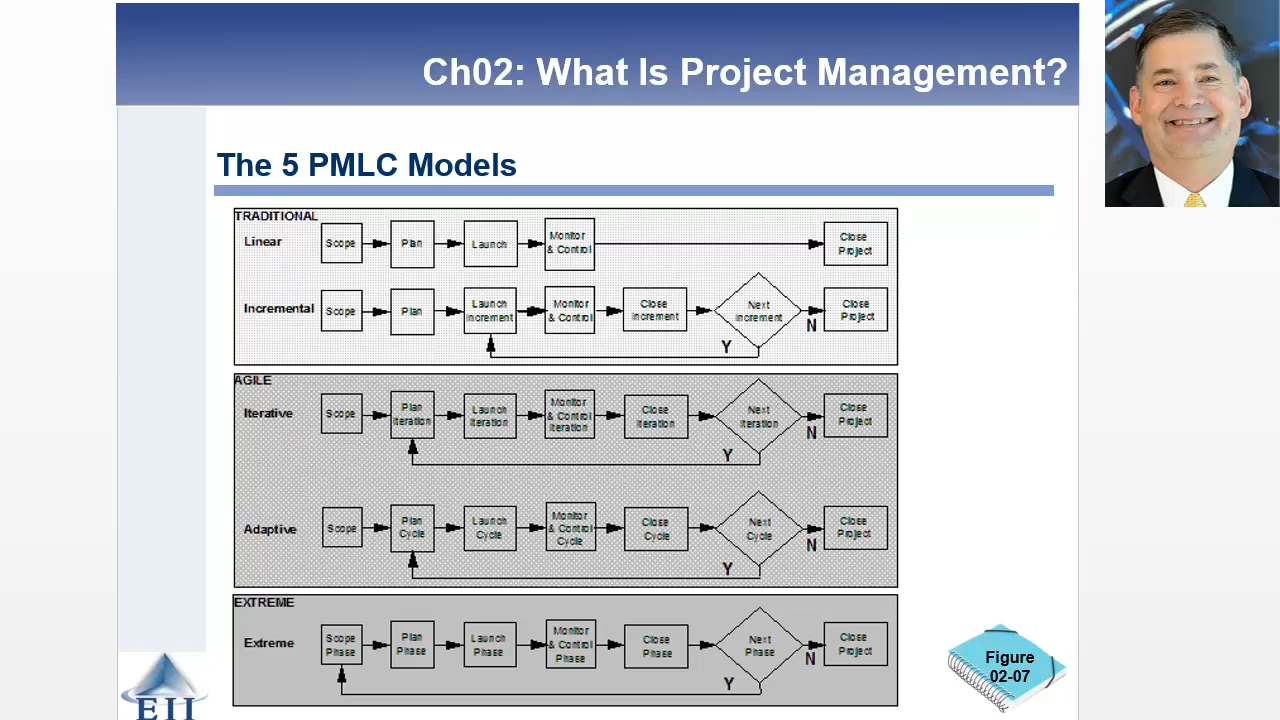 Ch02: What Is Project Management?
The 5 PMLC Models
TRADITIONAL
Linear
Scope
Plan
Launch
Monitor
& Control
Close
Project
Incremental
Scope
Plan
Launch
Increment
Monitor
& Control
Close
Increment
Next
Increment
N
Close
Project
Y
AGILE
Iterative
Scope
Plan
Iteration
Launch
Iteration
Monitor
& Control
Iteration
Close
Iteration
Next
Iteration
N
Close
Project
Y
Adaptive
Scope
Plan
Cycle
Launch
Cycle
Monitor
& Control
Cycle
Close
Cycle
Next
Cycle
N
Close
Project
Y
EXTREME
Extreme
Scope
Phase
Plan
Phase
Launch
Phase
Monitor
& Control
Phase
Close
Phase
Next
Phase
N
Close
Project
Y
Figure
02-07
EII